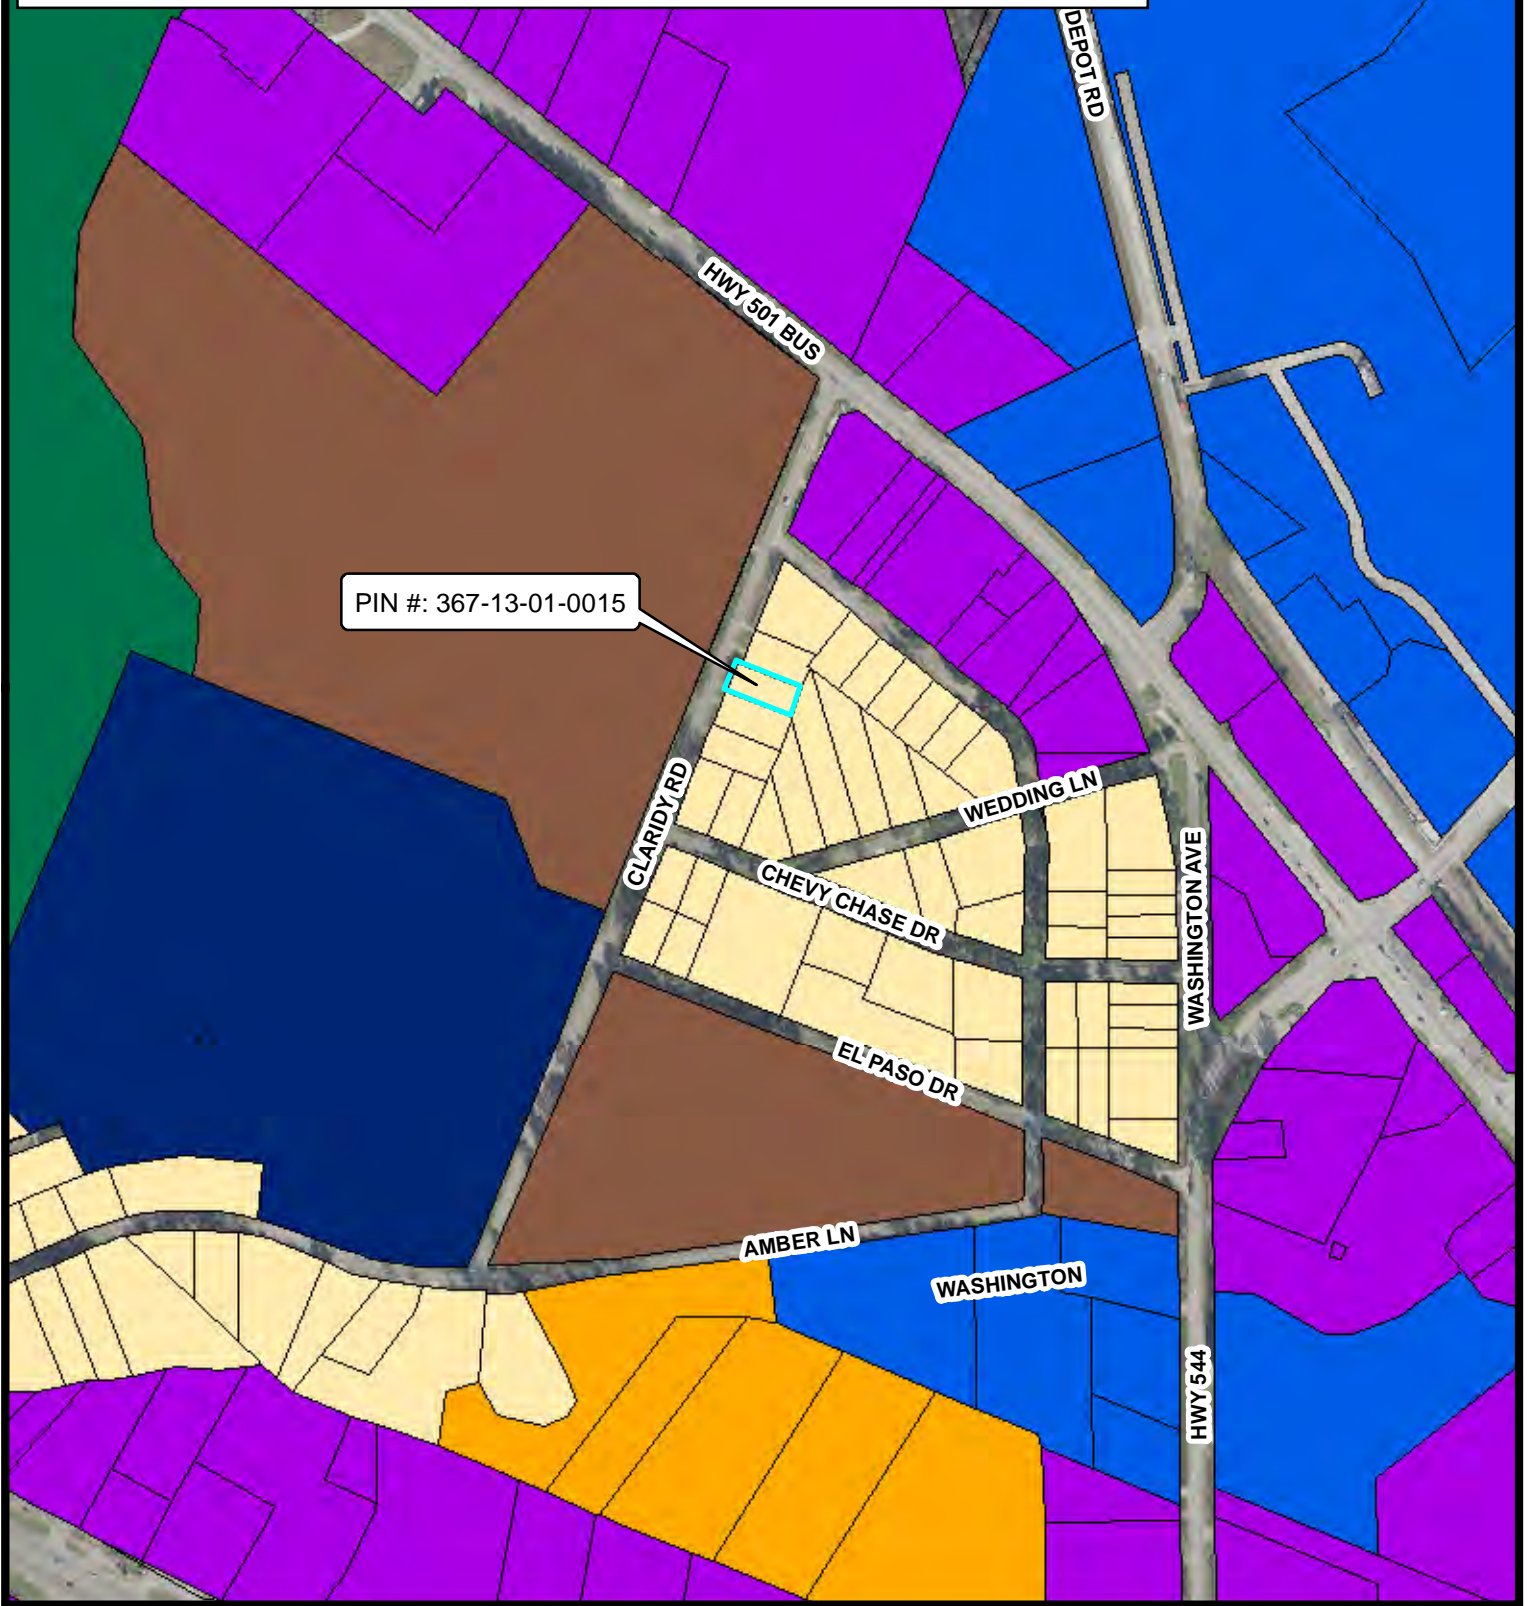 DEPOT RD
HWY 501 BUS
PIN #: 367-13-01-0015
CLARIDY RD
WEDDING LN
CHEVY CHASE DR
WASHINGTON AVE
EL PASO DR
AMBER LN
WASHINGTON
HWY 544